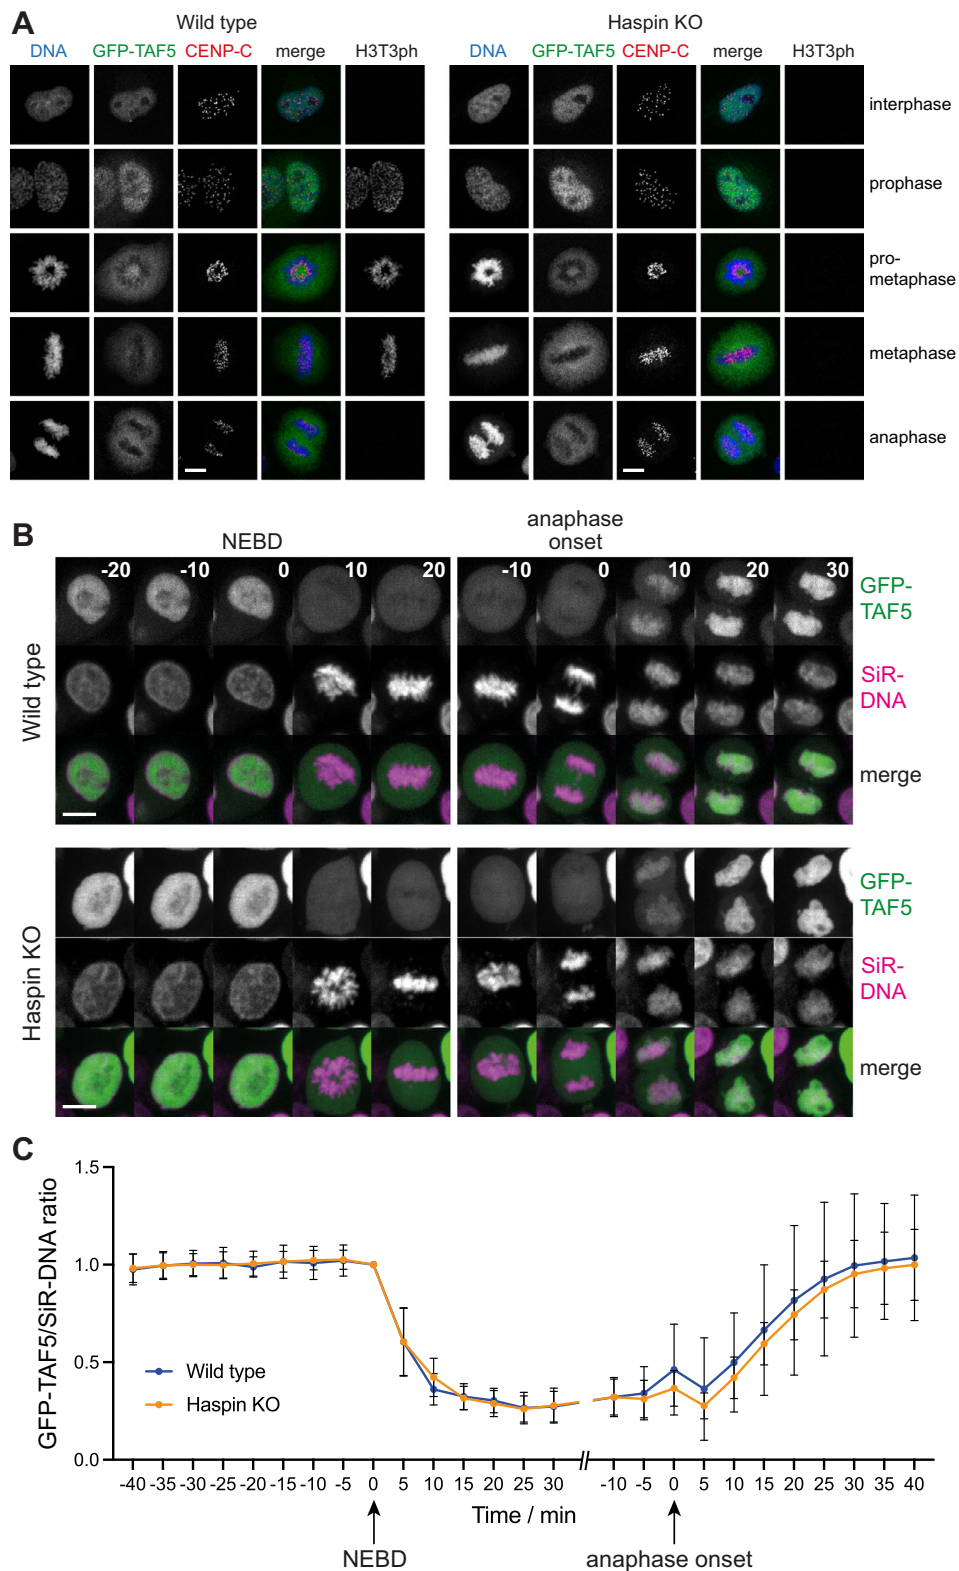 A
Wild type
Haspin KO
DNA GFP-TAF5 CENP-C merge H3T3ph
DNA GFP-TAF5 CENP-C merge H3T3ph
interphase
prophase
pro-
metaphase
metaphase
anaphase
B
NEBD
anaphase
onset
-20 -10 0 10 20
-10 0 10 20 30
Wild type
GFP-
TAF5
SiR-
DNA
merge
Haspin KO
GFP-
TAF5
SiR-
DNA
merge
C
GFP-TAF5/SiR-DNA ratio
1.5
1.0
0.5
0.0
Wild type
Haspin KO
-40 -35 -30 -25 -20 -15 -10 -5 0 5 10 15 20 25 30 -10 -5 0 5 10 15 20 25 30 35 40
Time / min
NEBD
anaphase onset